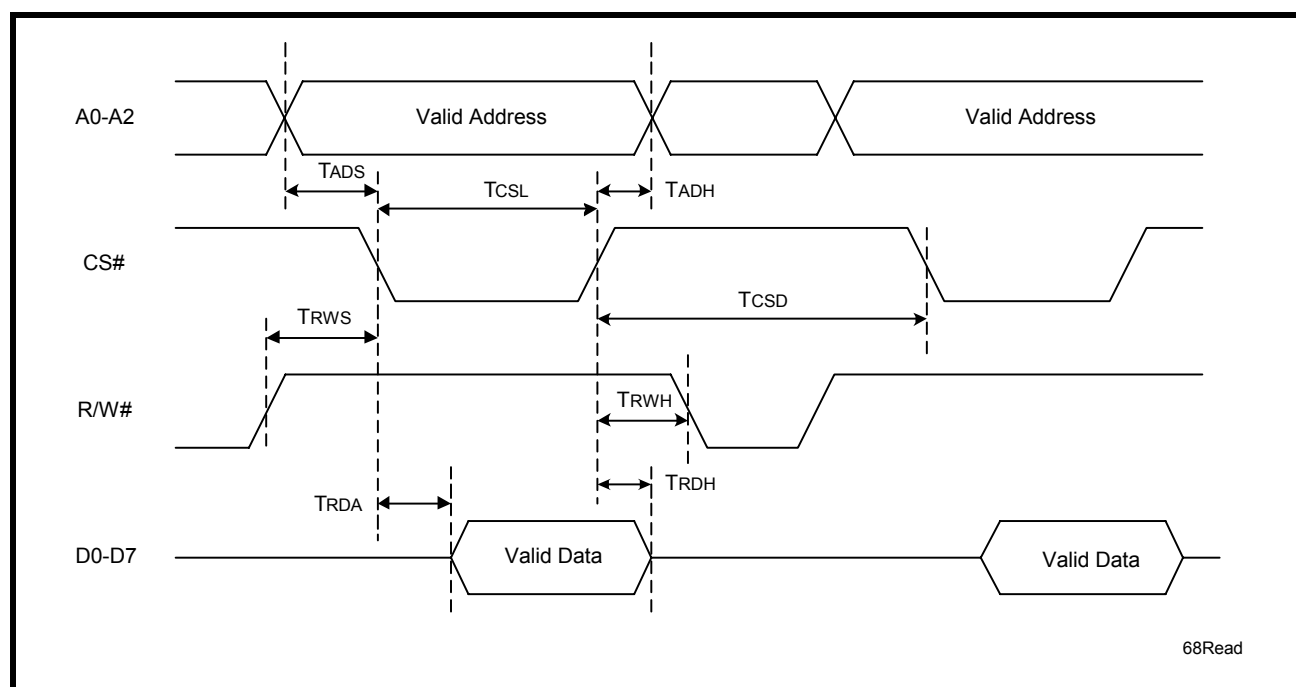 A0-A2
Valid Address
Valid Address
TADS
TCSL
TADH
CS#
TCSD
TRWS
R/W#
TRWH
TRDH
TRDA
D0-D7
Valid Data
Valid Data
68Read